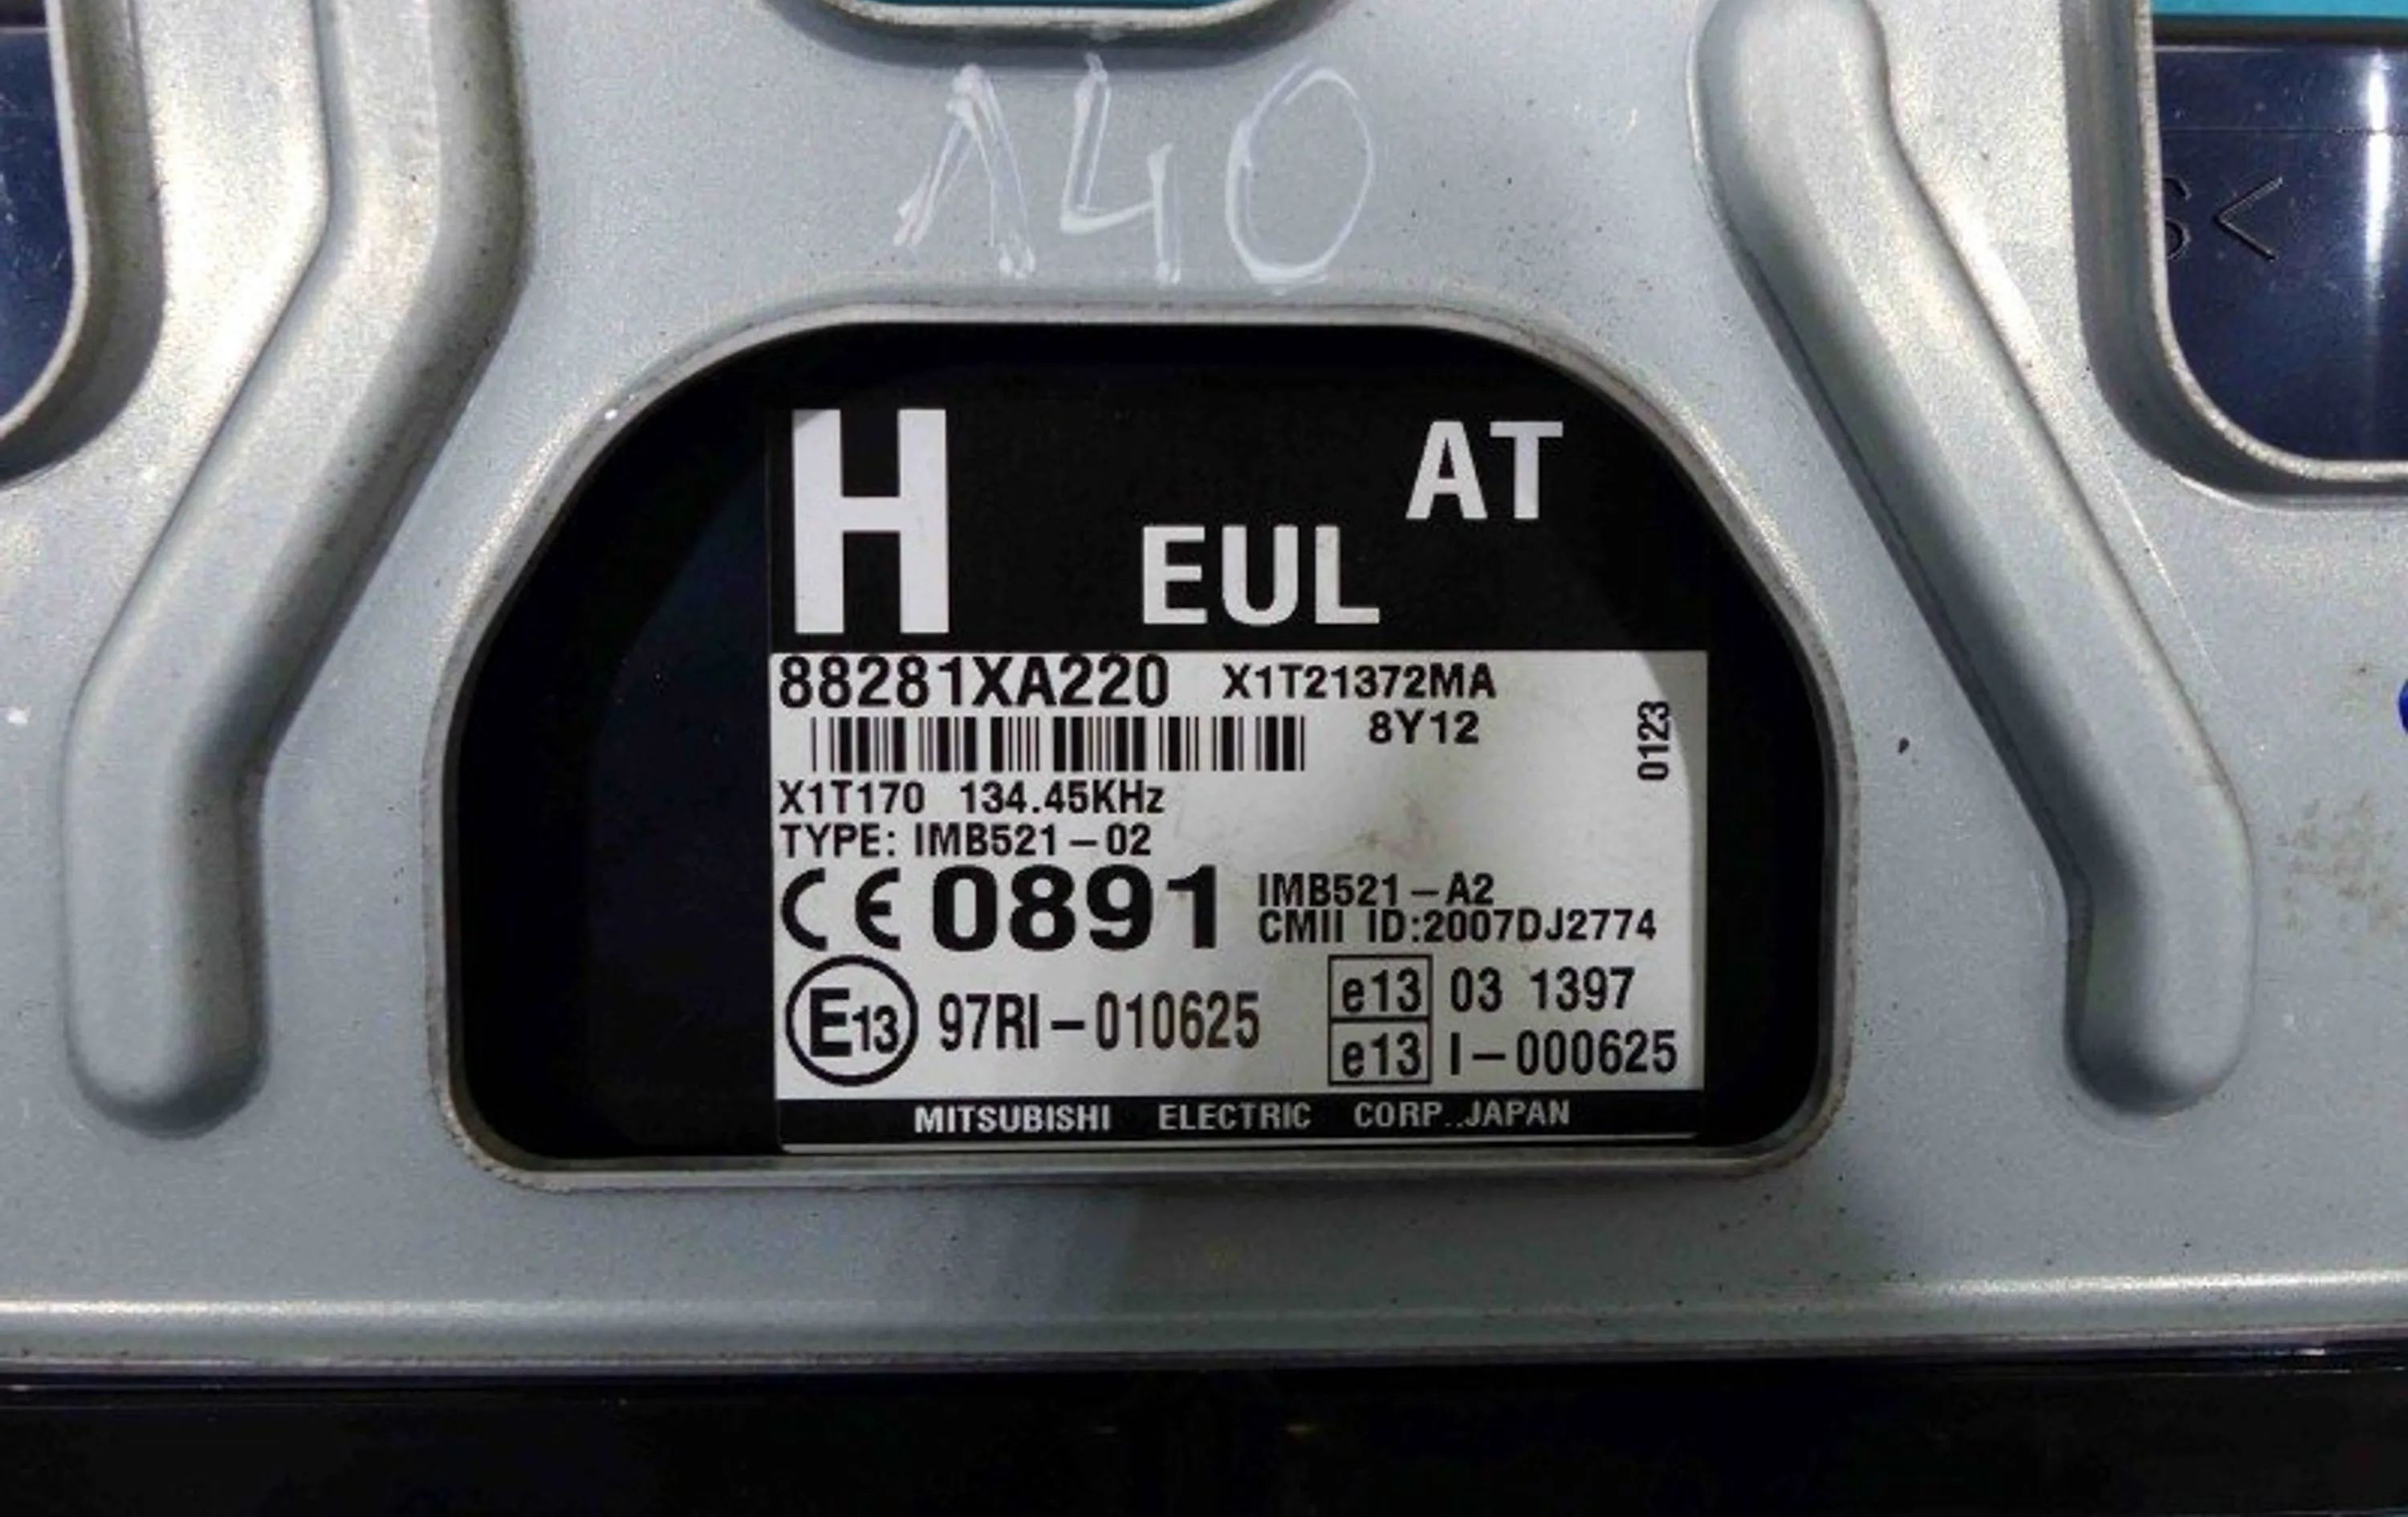 140
S<
H
AT
EUL
88281XA220 X1T21372MA
8Y12
0123
X1T170 134.45KHz
TYPE: IMB521-02
CE 0891
IMB521-A2
CMII ID:2007DJ2774
E13 97RI-010625
e13 03 1397
e13 I-000625
MITSUBISHI ELECTRIC CORP..JAPAN